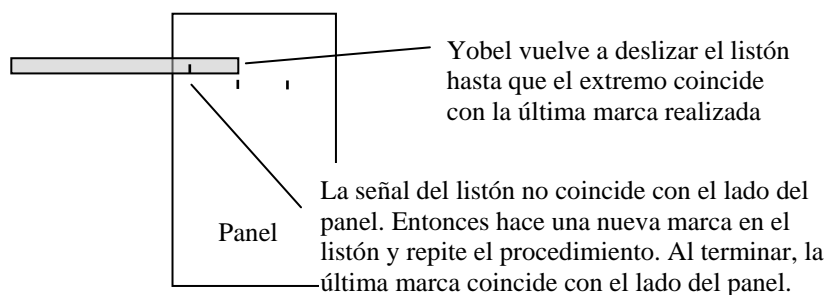 Yobel vuelve a deslizar el listón
hasta que el extremo coincide
con la última marca realizada
La señal del listón no coincide con el lado del
panel. Entonces hace una nueva marca en el
listón y repite el procedimiento. Al terminar, la
última marca coincide con el lado del panel.
Panel